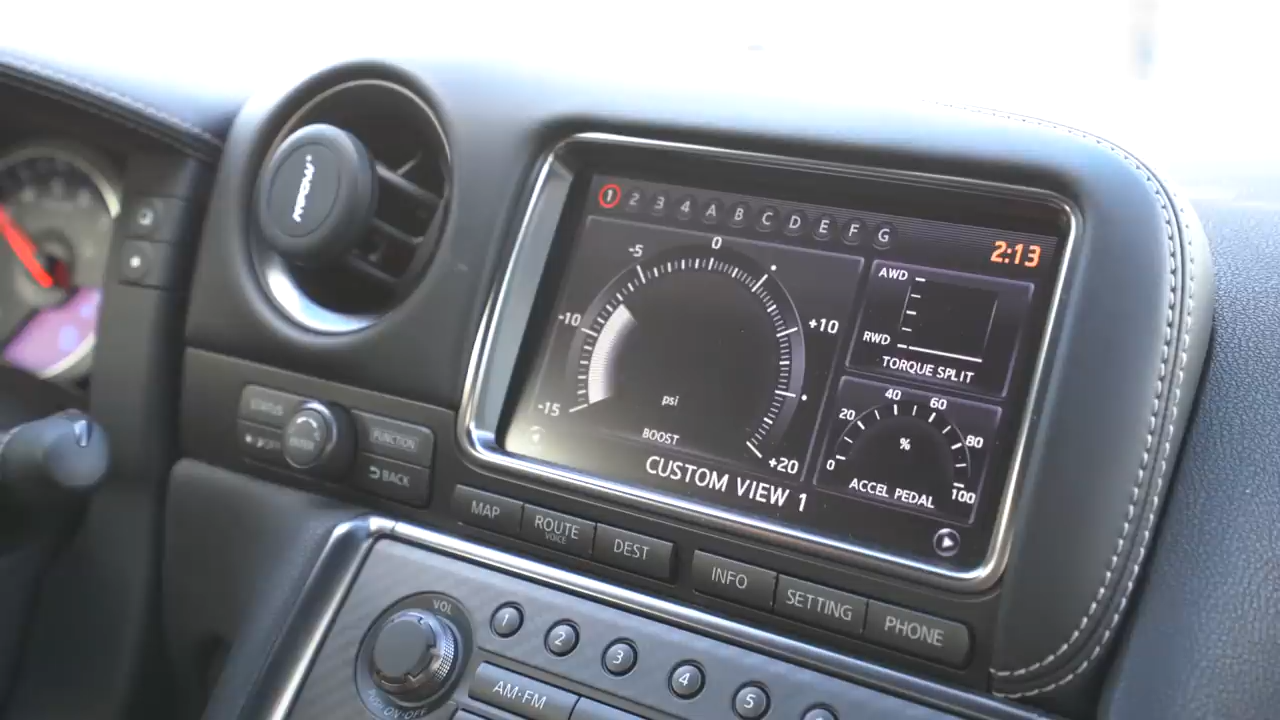 1 2 3 4 A B C D E F G
2:13
-15
-10
-5
0
+10
+20
psi
BOOST
AWD
RWD
TORQUE SPLIT
0
20
40
60
80
100
%
ACCEL PEDAL
CUSTOM VIEW 1
STATUS
ENTER
FUNCTION
BACK
MAP
ROUTE
VOICE
DEST
INFO
SETTING
PHONE
VOL
ON·OFF
1
2
3
4
5
AM·FM